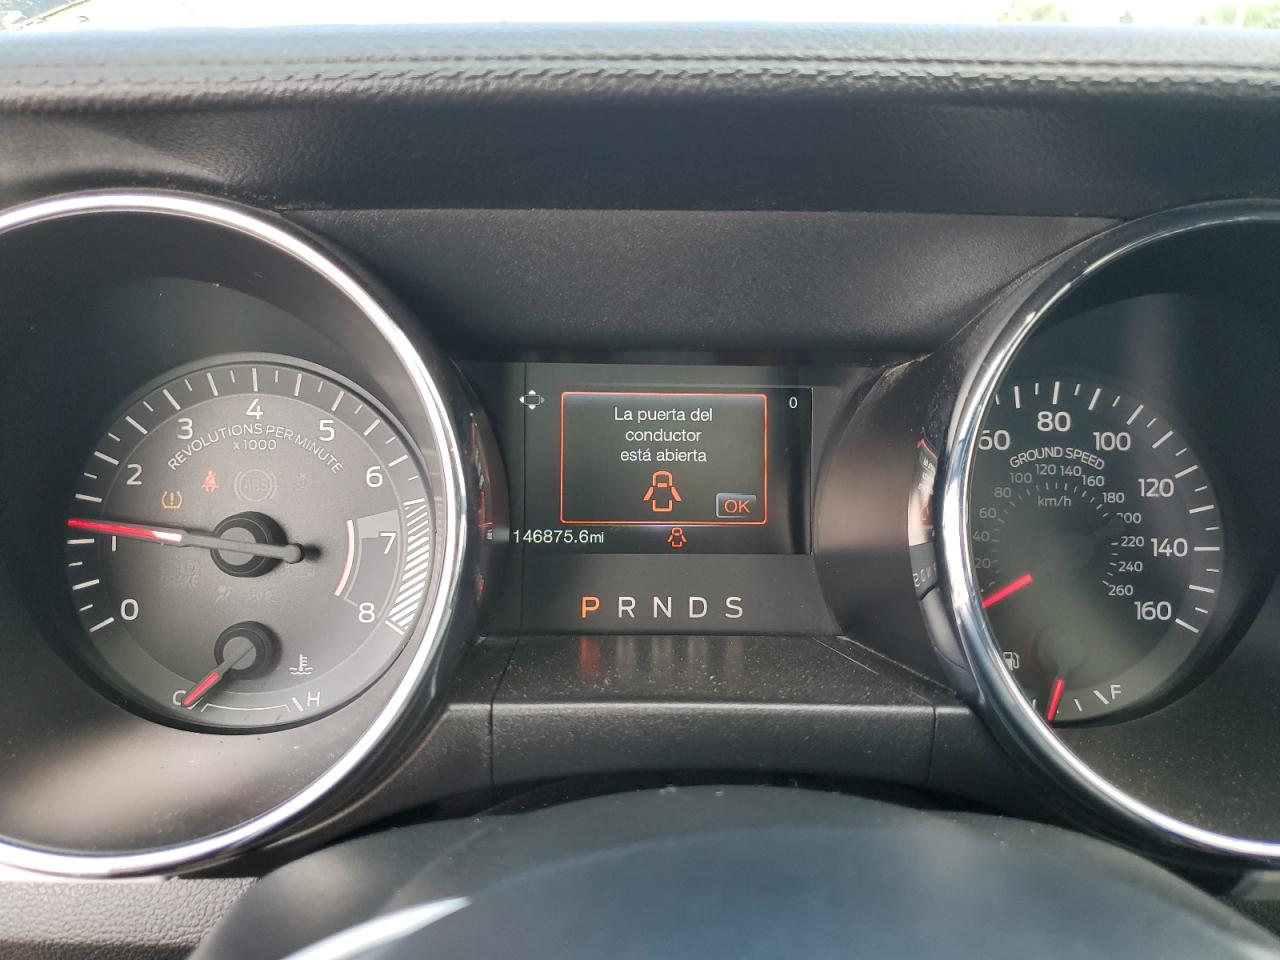 0
La puerta del
conductor
está abierta
OK
146875.6mi
P R N D S
0
1
2
3
4
5
6
7
8
REVOLUTIONS PER MINUTE
x 1000
ABS
BRAKE
C
H
60
80
100
120
140
160
GROUND SPEED
km/h
20
40
60
80
100
120
140
160
180
200
220
240
260
F